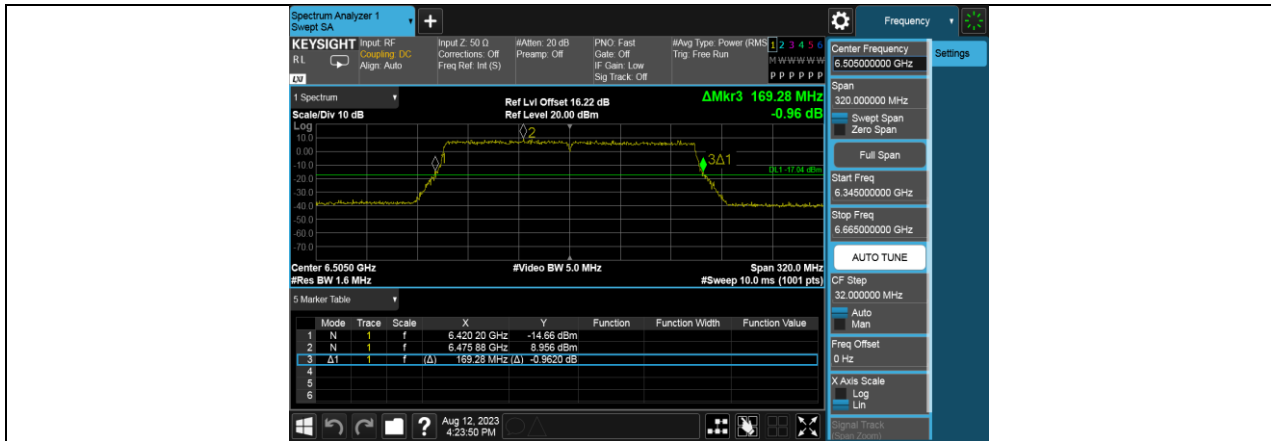 Spectrum Analyzer 1
Swept SA
Frequency
KEYSIGHT
RL
LXI
Input: RF
Coupling: DC
Align: Auto
Input Z: 50 Ω
Corrections: Off
Freq Ref: Int (S)
#Atten: 20 dB
Preamp: Off
PNO: Fast
Gate: Off
IF Gain: Low
Sig Track: Off
#Avg Type: Power (RMS
Trig: Free Run
1 2 3 4 5 6
M W W W W W
P P P P P P
Center Frequency
6.505000000 GHz
Settings
Span
320.000000 MHz
Swept Span
Zero Span
Full Span
Start Freq
6.345000000 GHz
Stop Freq
6.665000000 GHz
AUTO TUNE
CF Step
32.000000 MHz
Auto
Man
Freq Offset
0 Hz
X Axis Scale
Log
Lin
Signal Track
(Span Zoom)
1 Spectrum
Scale/Div 10 dB
Ref Lvl Offset 16.22 dB
Ref Level 20.00 dBm
ΔMkr3 169.28 MHz
-0.96 dB
Log
10.0
0.00
-10.0
-20.0
-30.0
-40.0
-50.0
-60.0
-70.0
1
2
3Δ1
DL1 -17.04 dBm
Center 6.5050 GHz
#Video BW 5.0 MHz
Span 320.0 MHz
#Res BW 1.6 MHz
#Sweep 10.0 ms (1001 pts)
5 Marker Table
Mode Trace Scale X Y Function Function Width Function Value
1 N 1 f 6.420 20 GHz -14.66 dBm
2 N 1 f 6.475 88 GHz 8.956 dBm
3 Δ1 1 f (Δ) 169.28 MHz (Δ) -0.9620 dB
4
5
6
?
Aug 12, 2023
4:23:50 PM